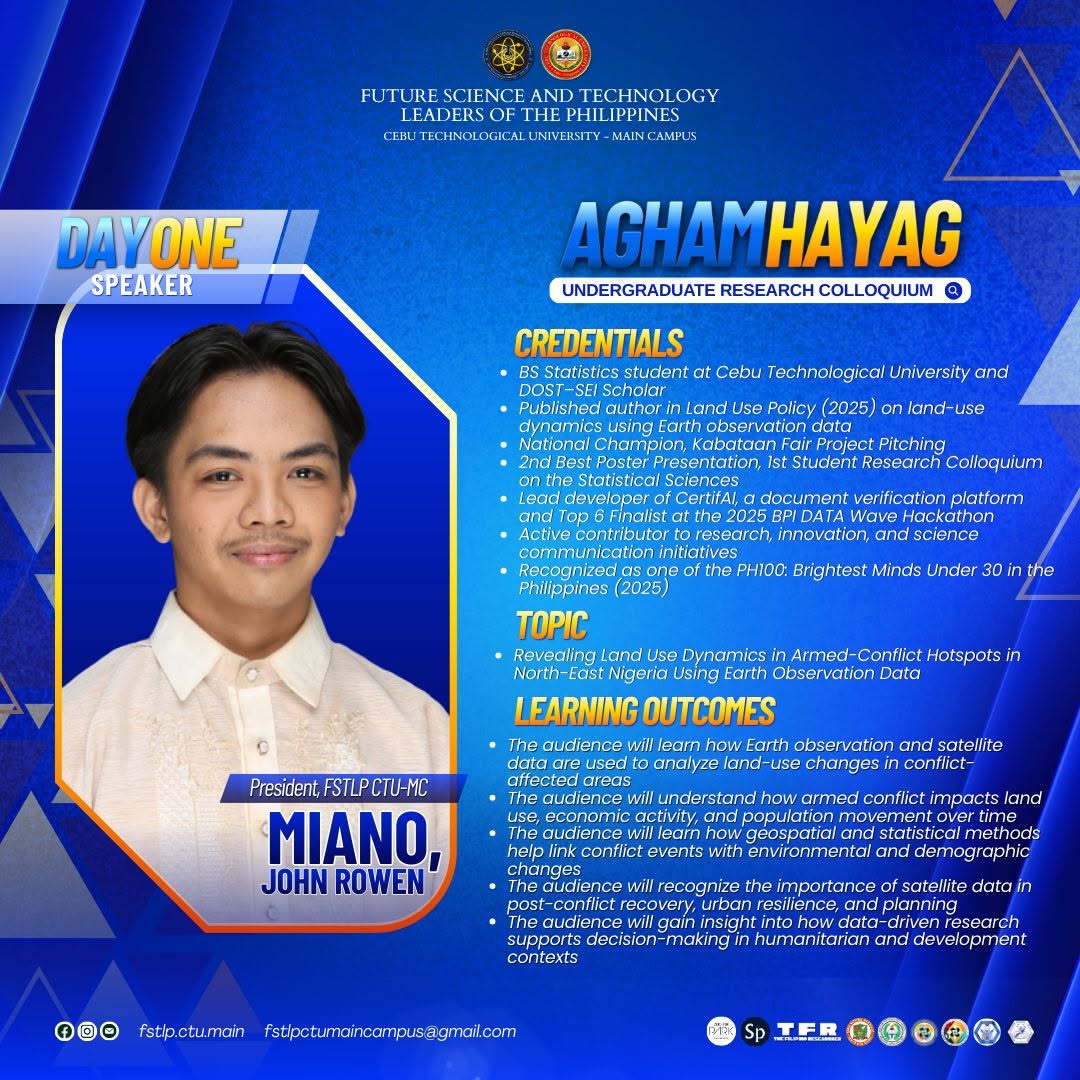 FUTURE SCIENCE AND TECHNOLOGY
LEADERS OF THE PHILIPPINES
CEBU TECHNOLOGICAL UNIVERSITY - MAIN CAMPUS
DAY ONE
SPEAKER
AGHAMHAYAG
UNDERGRADUATE RESEARCH COLLOQUIUM
CREDENTIALS
• BS Statistics student at Cebu Technological University and
DOST–SEI Scholar
• Published author in Land Use Policy (2025) on land-use
dynamics using Earth observation data
• National Champion, Kabataan Fair Project Pitching
• 2nd Best Poster Presentation, 1st Student Research Colloquium
on the Statistical Sciences
• Lead developer of CertifAI, a document verification platform
and Top 6 Finalist at the 2025 BPI DATA Wave Hackathon
• Active contributor to research, innovation, and science
communication initiatives
• Recognized as one of the PH100: Brightest Minds Under 30 in the
Philippines (2025)
TOPIC
• Revealing Land Use Dynamics in Armed-Conflict Hotspots in
North-East Nigeria Using Earth Observation Data
LEARNING OUTCOMES
• The audience will learn how Earth observation and satellite
data are used to analyze land-use changes in conflict-
affected areas
• The audience will understand how armed conflict impacts land
use, economic activity, and population movement over time
• The audience will learn how geospatial and statistical methods
help link conflict events with environmental and demographic
changes
• The audience will recognize the importance of satellite data in
post-conflict recovery, urban resilience, and planning
• The audience will gain insight into how data-driven research
supports decision-making in humanitarian and development
contexts
President, FSTLP CTU-MC
MIANO,
JOHN ROWEN
fstlp.ctu.main fstlpctumaincampus@gmail.com
PARK
Sp
TFR
THE FILIPINO RESEARCHER